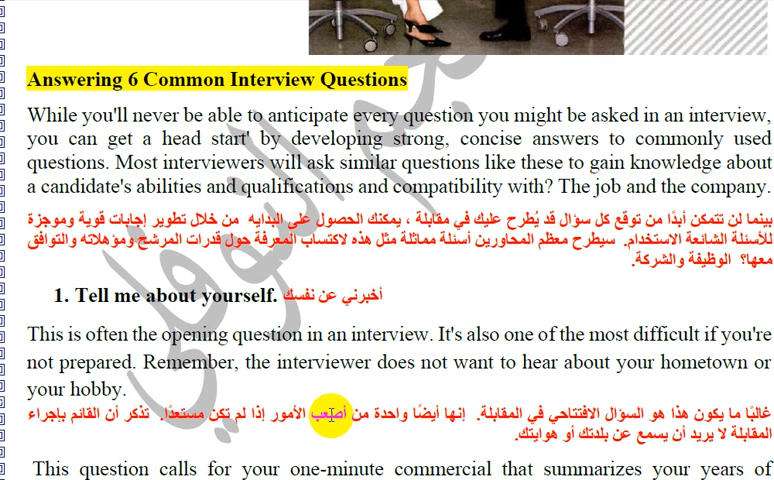 Answering 6 Common Interview Questions
While you'll never be able to anticipate every question you might be asked in an interview,
you can get a head start' by developing strong, concise answers to commonly used
questions. Most interviewers will ask similar questions like these to gain knowledge about
a candidate's abilities and qualifications and compatibility with? The job and the company.
بينما لن تتمكن أبدًا من توقع كل سؤال قد يُطرح عليك في مقابلة ، يمكنك الحصول على البدايه من خلال تطوير إجابات قوية وموجزة
للأسئلة الشائعة الاستخدام. سيطرح معظم المحاورين أسئلة مماثلة مثل هذه لاكتساب المعرفة حول قدرات المرشح ومؤهلاته والتوافق
معها؟ الوظيفة والشركة.
1. Tell me about yourself. أخبرني عن نفسك
This is often the opening question in an interview. It's also one of the most difficult if you're
not prepared. Remember, the interviewer does not want to hear about your hometown or
your hobby.
غالبًا ما يكون هذا هو السؤال الافتتاحي في المقابلة. إنها أيضًا واحدة من أصعب الأمور إذا لم تكن مستعدًا. تذكر أن القائم بإجراء
المقابلة لا يريد أن يسمع عن بلدتك أو هوايتك.
This question calls for your one-minute commercial that summarizes your years of